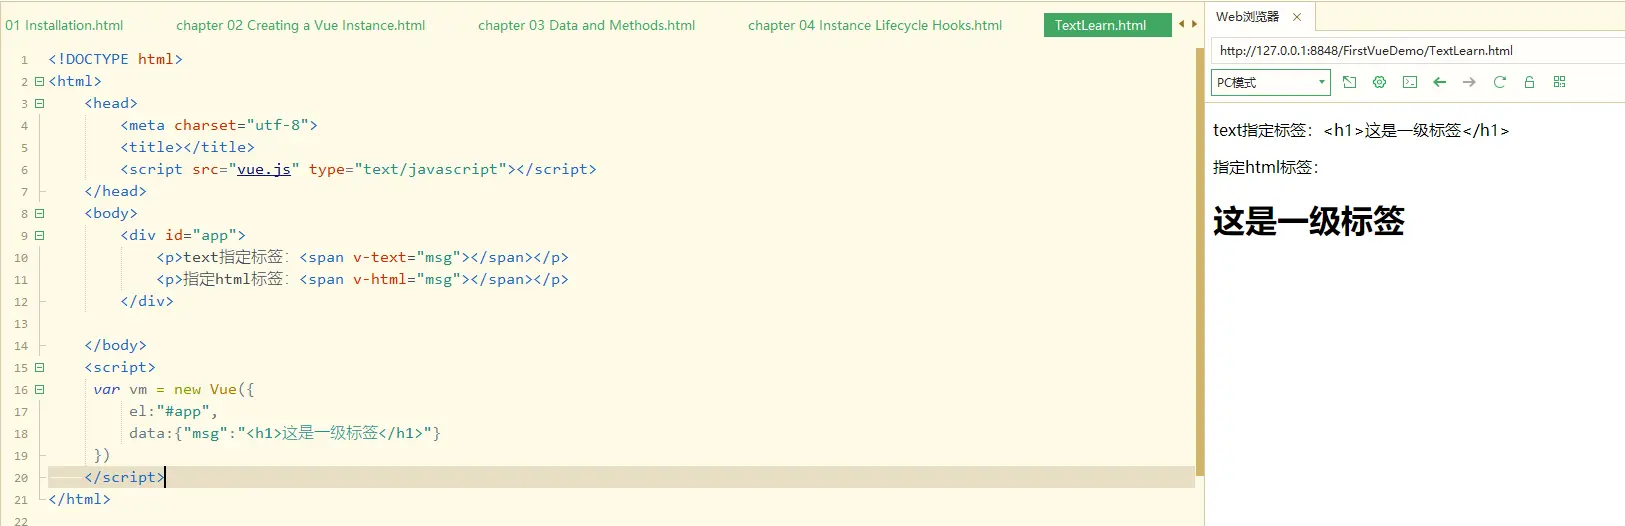 01 Installation.html chapter 02 Creating a Vue Instance.html chapter 03 Data and Methods.html chapter 04 Instance Lifecycle Hooks.html TextLearn.html
1 <!DOCTYPE html>
2 <html>
3 <head>
4 <meta charset="utf-8">
5 <title></title>
6 <script src="vue.js" type="text/javascript"></script>
7 </head>
8 <body>
9 <div id="app">
10 <p>text指定标签：<span v-text="msg"></span></p>
11 <p>指定html标签：<span v-html="msg"></span></p>
12 </div>
13
14 </body>
15 <script>
16 var vm = new Vue({
17 el:"#app",
18 data:{"msg":"<h1>这是一级标签</h1>"}
19 })
20 </script>
21 </html>
22
Web浏览器
http://127.0.0.1:8848/FirstVueDemo/TextLearn.html
PC模式
text指定标签：<h1>这是一级标签</h1>
指定html标签：
这是一级标签